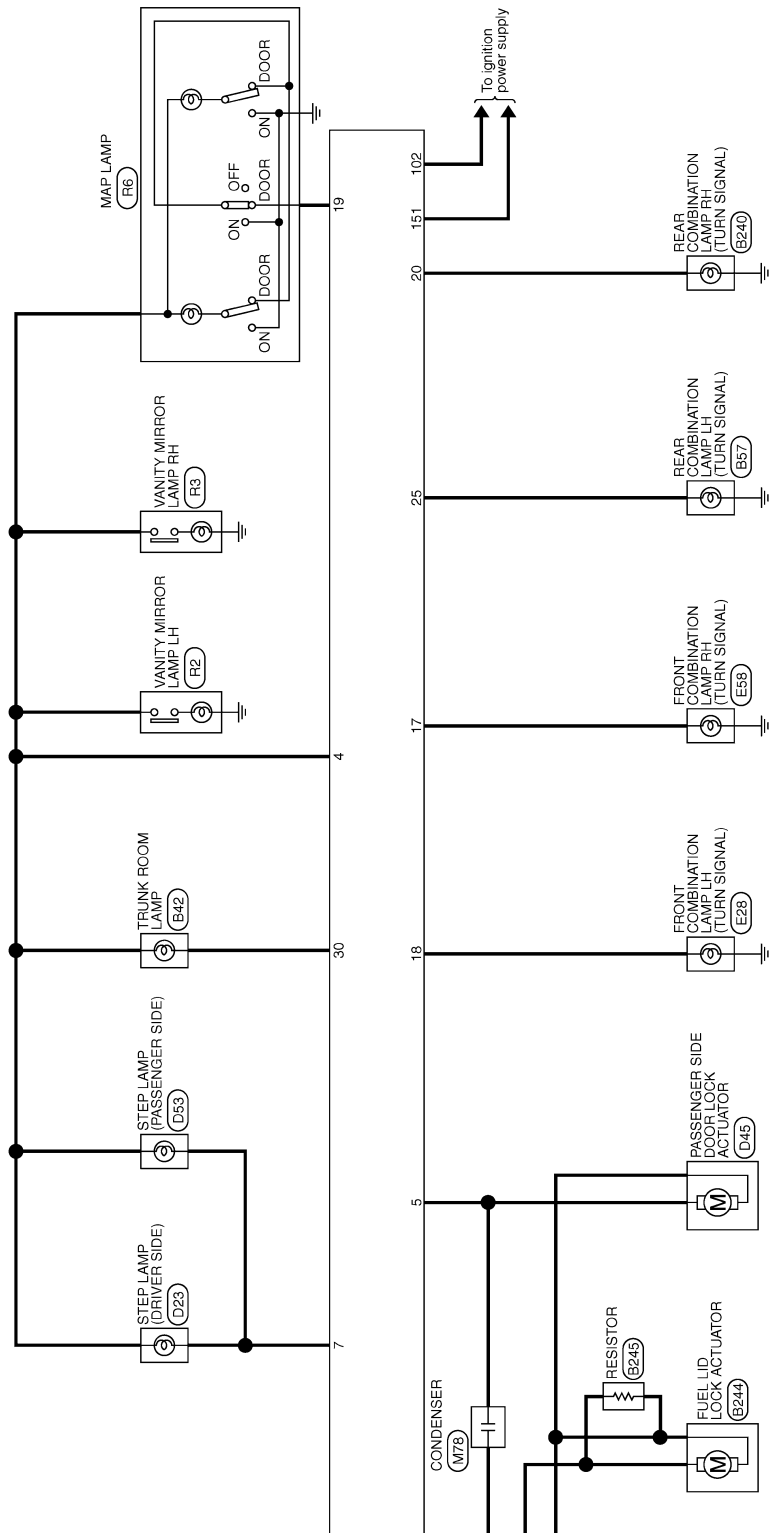 MAP LAMP
R6
ON
DOOR
ON
OFF
DOOR
ON
DOOR
VANITY MIRROR
LAMP RH
R3
VANITY MIRROR
LAMP LH
R2
TRUNK ROOM
LAMP
B42
STEP LAMP
(PASSENGER SIDE)
D53
STEP LAMP
(DRIVER SIDE)
D23
7
30
4
19
5
18
17
25
20
151
102
To ignition
power supply
CONDENSER
M78
RESISTOR
B245
FUEL LID
LOCK ACTUATOR
B244
M
PASSENGER SIDE
DOOR LOCK
ACTUATOR
D45
M
FRONT
COMBINATION
LAMP LH
(TURN SIGNAL)
E28
FRONT
COMBINATION
LAMP RH
(TURN SIGNAL)
E58
REAR
COMBINATION
LAMP LH
(TURN SIGNAL)
B57
REAR
COMBINATION
LAMP RH
(TURN SIGNAL)
B240